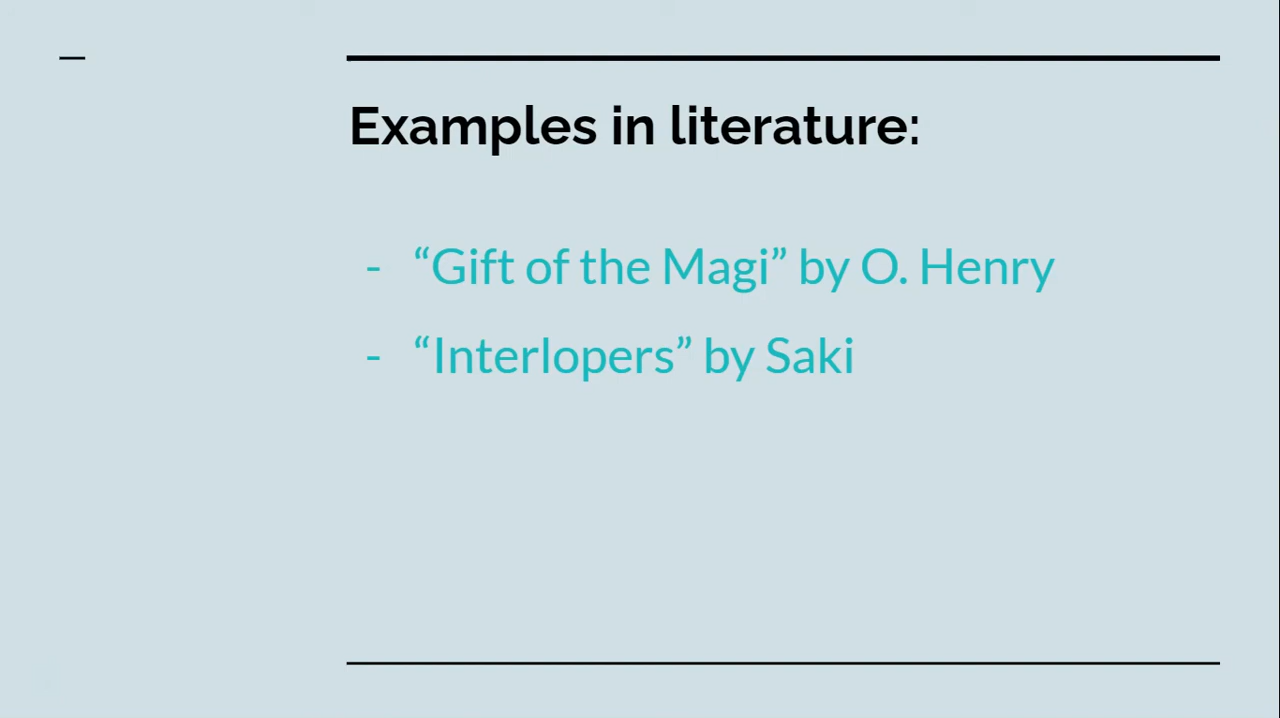 Examples in literature:
- “Gift of the Magi” by O. Henry
- “Interlopers” by Saki